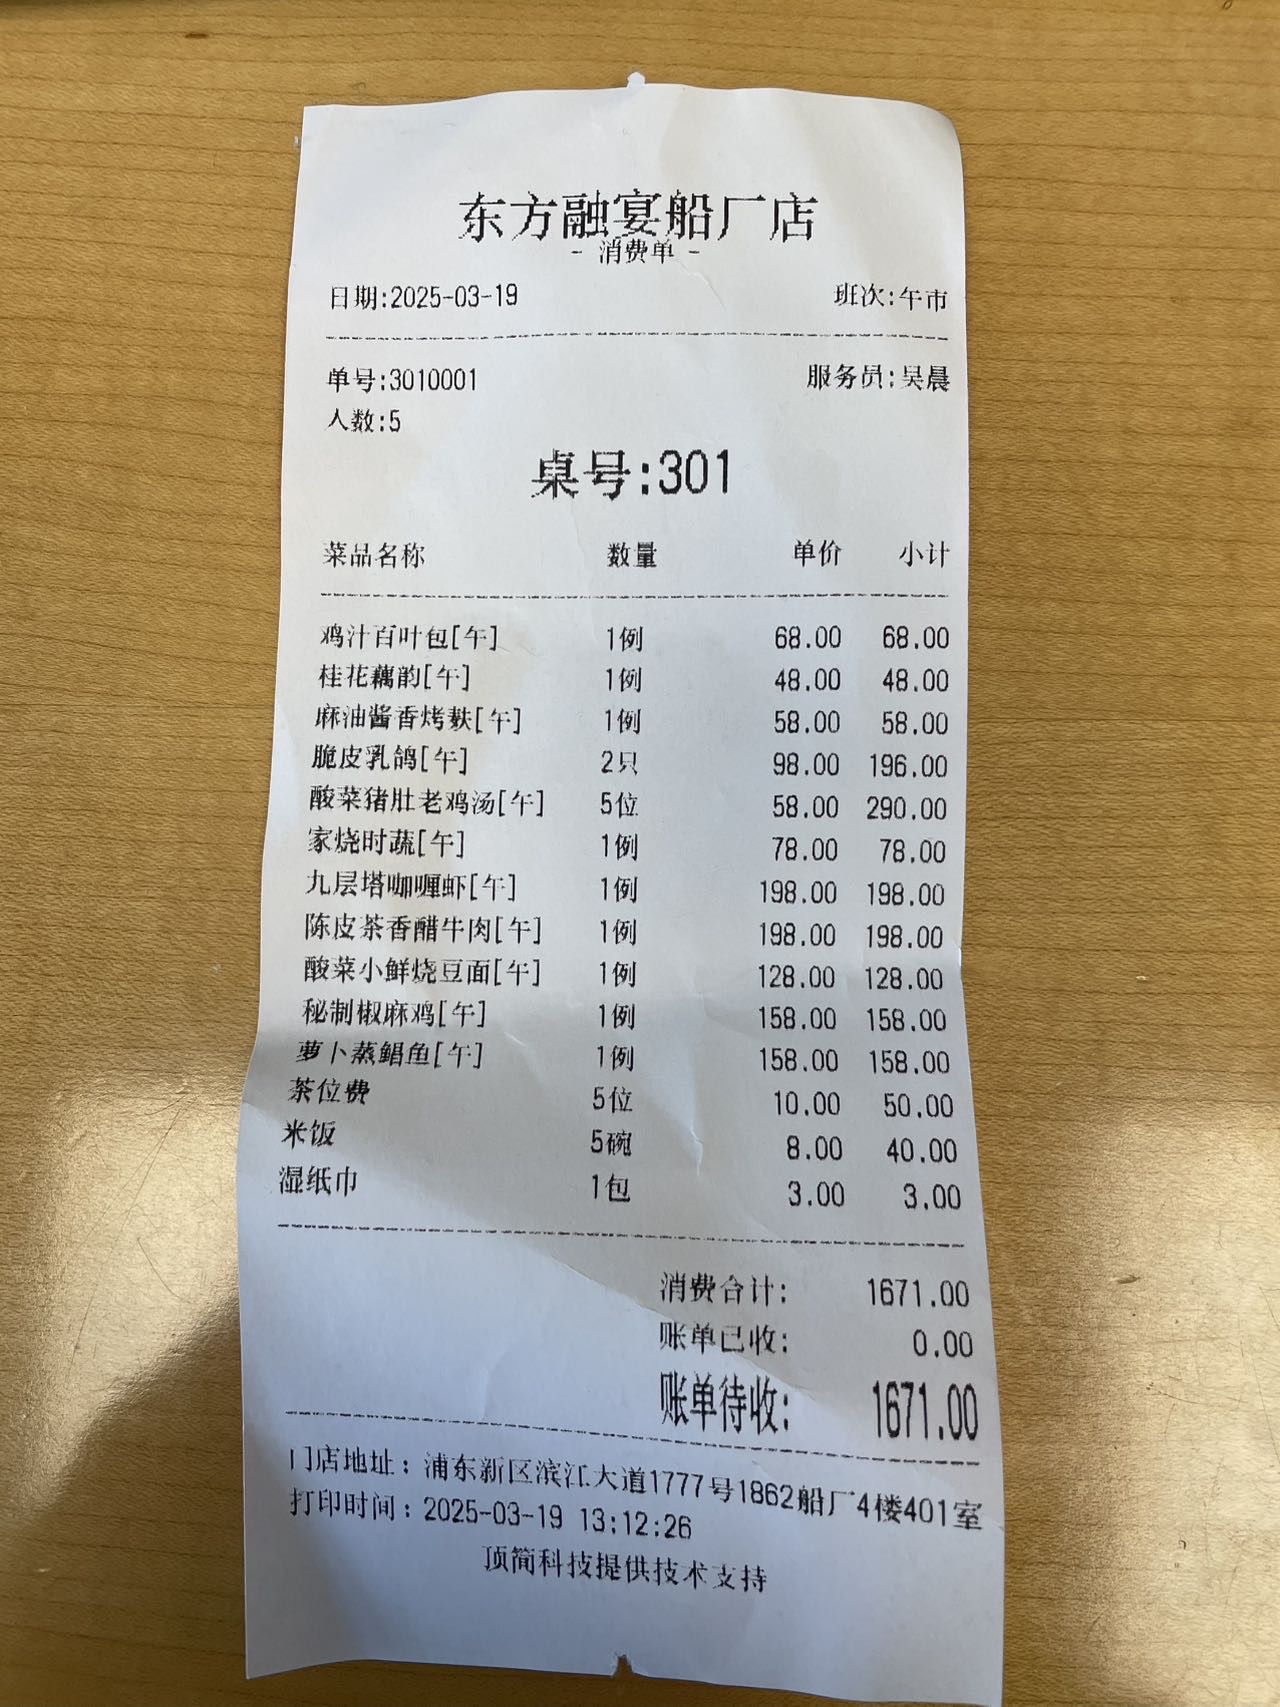 东方融宴船厂店
- 消费单 -
日期:2025-03-19 班次:午市
单号:3010001 服务员:吴晨
人数:5
桌号:301
菜品名称 数量 单价 小计
鸡汁百叶包[午] 1例 68.00 68.00
桂花藕韵[午] 1例 48.00 48.00
麻油酱香烤麸[午] 1例 58.00 58.00
脆皮乳鸽[午] 2只 98.00 196.00
酸菜猪肚老鸡汤[午] 5位 58.00 290.00
家烧时蔬[午] 1例 78.00 78.00
九层塔咖喱虾[午] 1例 198.00 198.00
陈皮茶香醋牛肉[午] 1例 198.00 198.00
酸菜小鲜烧豆面[午] 1例 128.00 128.00
秘制椒麻鸡[午] 1例 158.00 158.00
萝卜蒸鲳鱼[午] 1例 158.00 158.00
茶位费 5位 10.00 50.00
米饭 5碗 8.00 40.00
湿纸巾 1包 3.00 3.00
消费合计: 1671.00
账单已收: 0.00
账单待收: 1671.00
门店地址：浦东新区滨江大道1777号1862船厂4楼401室
打印时间：2025-03-19 13:12:26
顶简科技提供技术支持